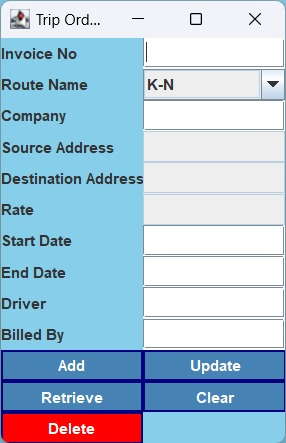 Trip Ord...
Invoice No
Route Name K-N
Company
Source Address
Destination Address
Rate
Start Date
End Date
Driver
Billed By
Add Update
Retrieve Clear
Delete